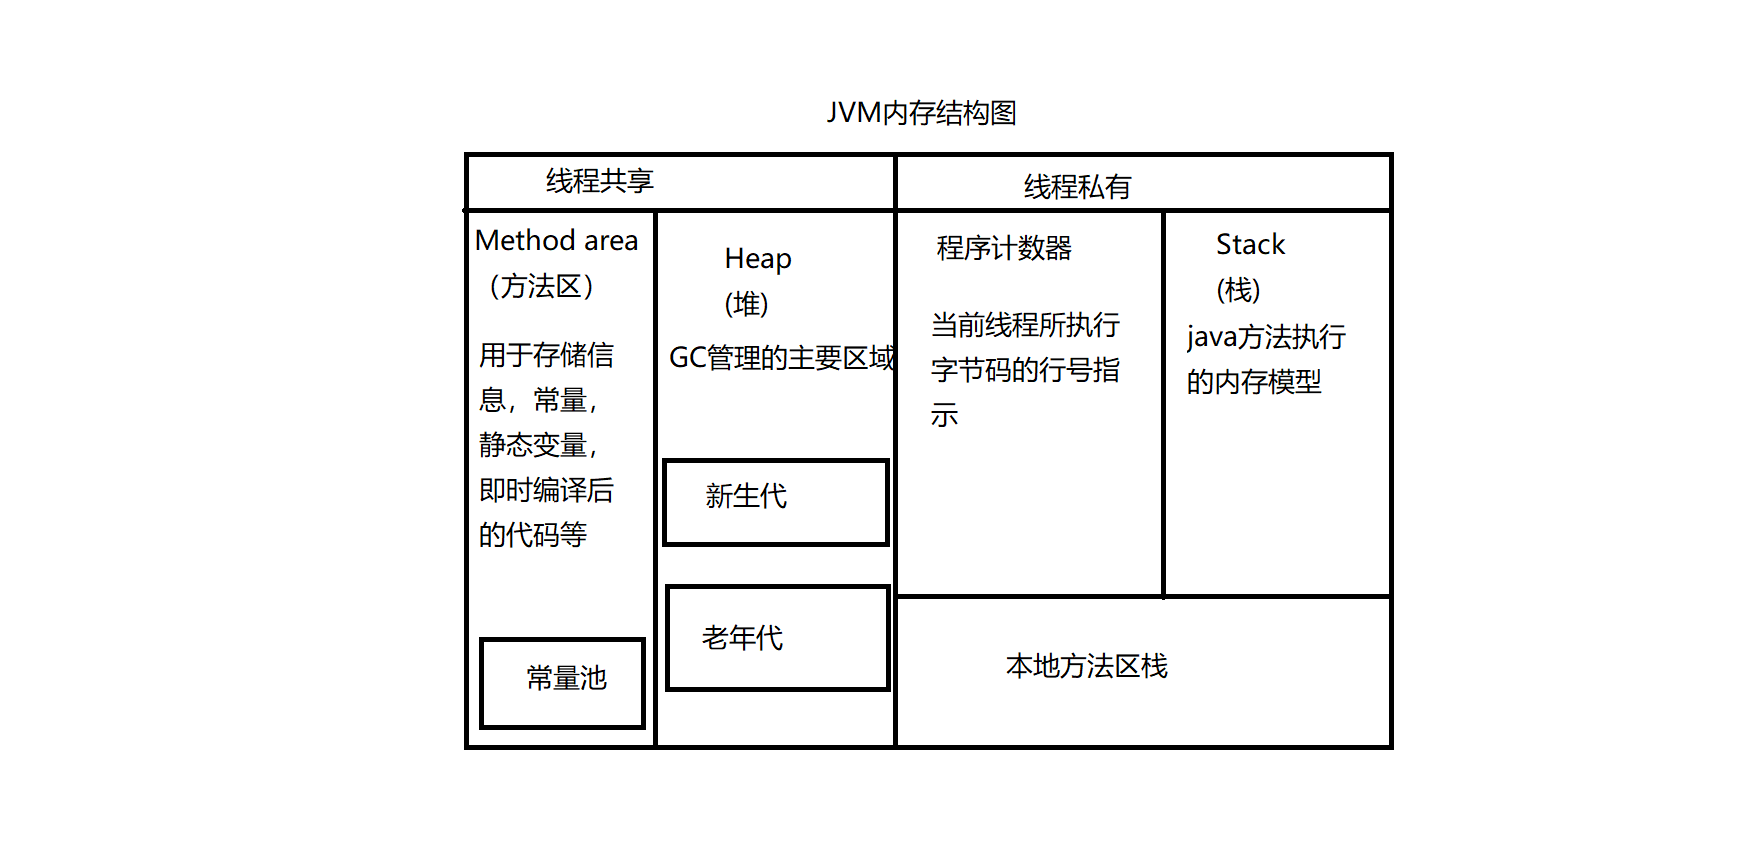 JVM内存结构图
线程共享
线程私有
Method area
（方法区）
用于存储信
息，常量，
静态变量，
即时编译后
的代码等
常量池
Heap
(堆)
GC管理的主要区域
新生代
老年代
程序计数器
当前线程所执行
字节码的行号指
示
Stack
(栈)
java方法执行
的内存模型
本地方法区栈